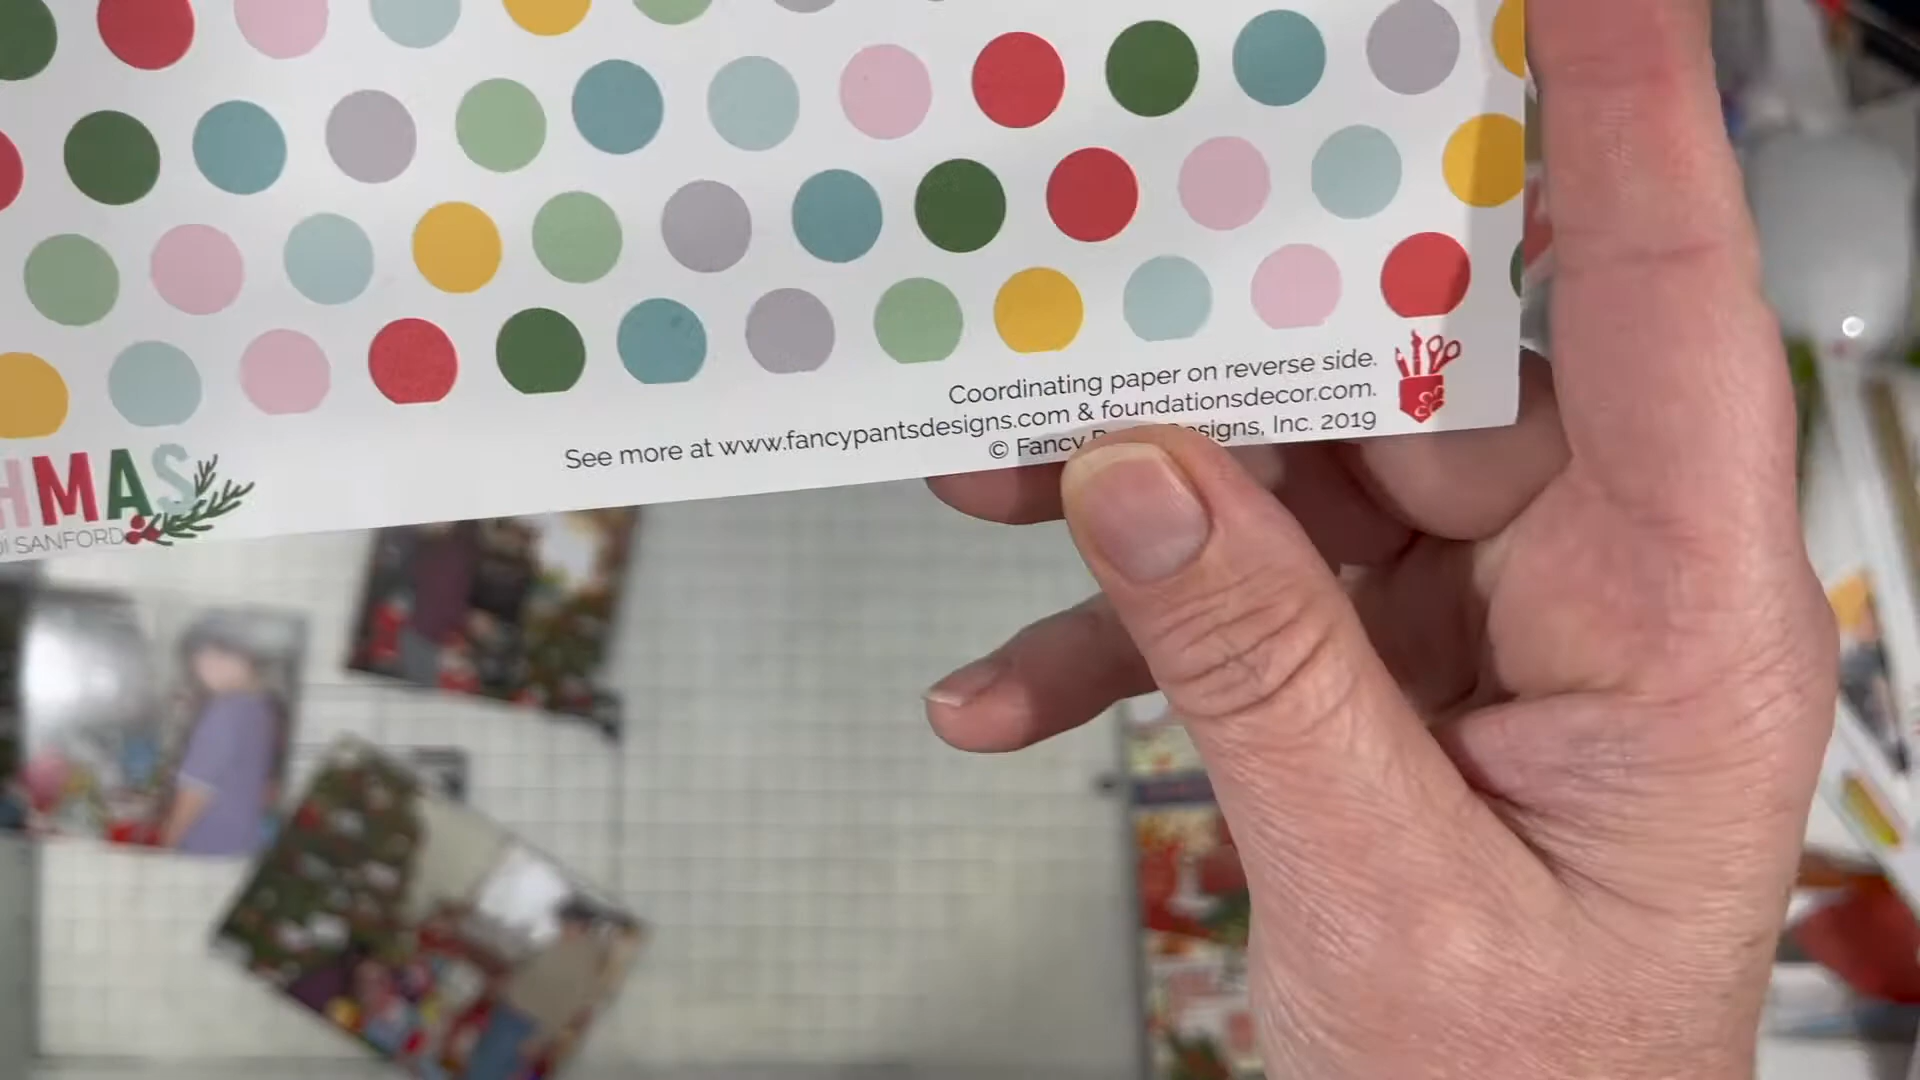 Coordinating paper on reverse side.
See more at www.fancypantsdesigns.com & foundationsdecor.com.
© Fancy esigns, Inc. 2019
HMAS
DI SANFORD